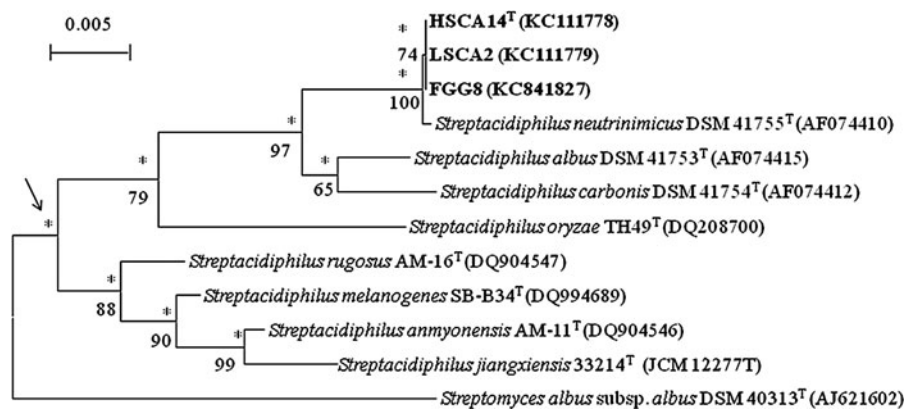 0.005
*
HSCA14ᵀ (KC111778)
74
LSCA2 (KC111779)
*
FGG8 (KC841827)
100
Streptacidiphilus neutrinimicus DSM 41755ᵀ (AF074410)
*
97
Streptacidiphilus albus DSM 41753ᵀ (AF074415)
*
65
Streptacidiphilus carbonis DSM 41754ᵀ (AF074412)
*
79
Streptacidiphilus oryzae TH49ᵀ (DQ208700)
*
Streptacidiphilus rugosus AM-16ᵀ (DQ904547)
*
88
Streptacidiphilus melanogenes SB-B34ᵀ (DQ994689)
*
90
Streptacidiphilus anmyonensis AM-11ᵀ (DQ904546)
*
99
Streptacidiphilus jiangxiensis 33214ᵀ (JCM 12277T)
Streptomyces albus subsp. albus DSM 40313ᵀ (AJ621602)